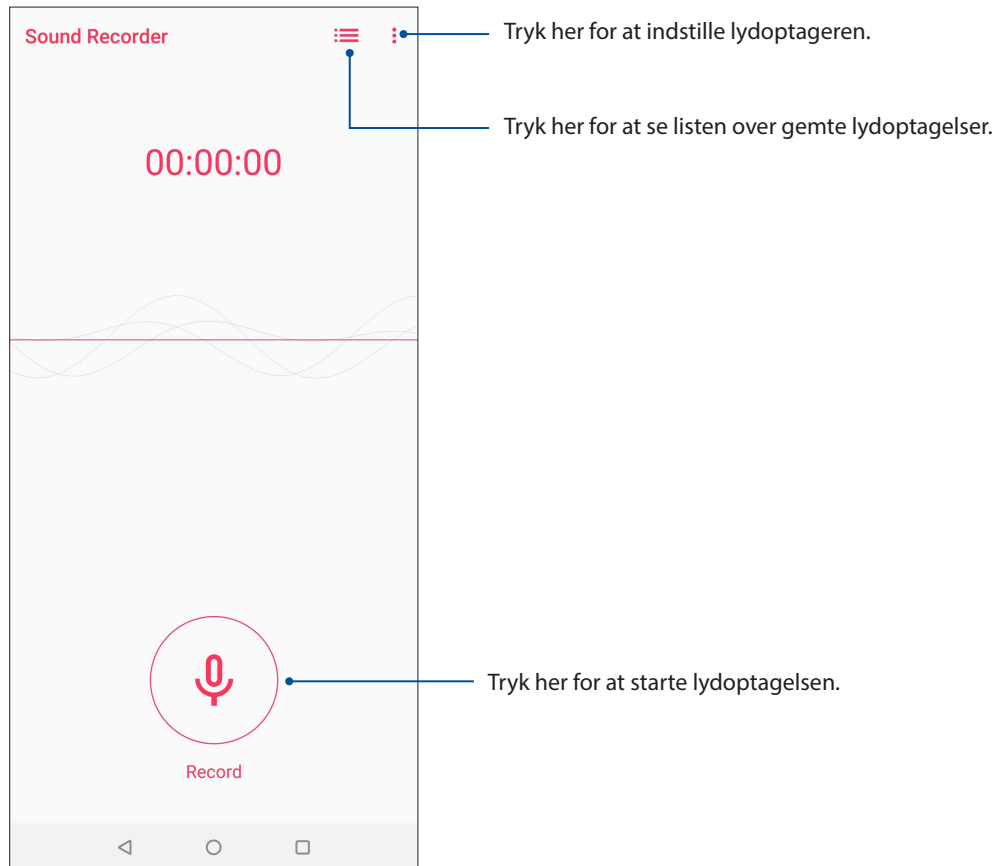 Sound Recorder
Tryk her for at indstille lydoptageren.
Tryk her for at se listen over gemte lydoptagelser.
00:00:00
Tryk her for at starte lydoptagelsen.
Record